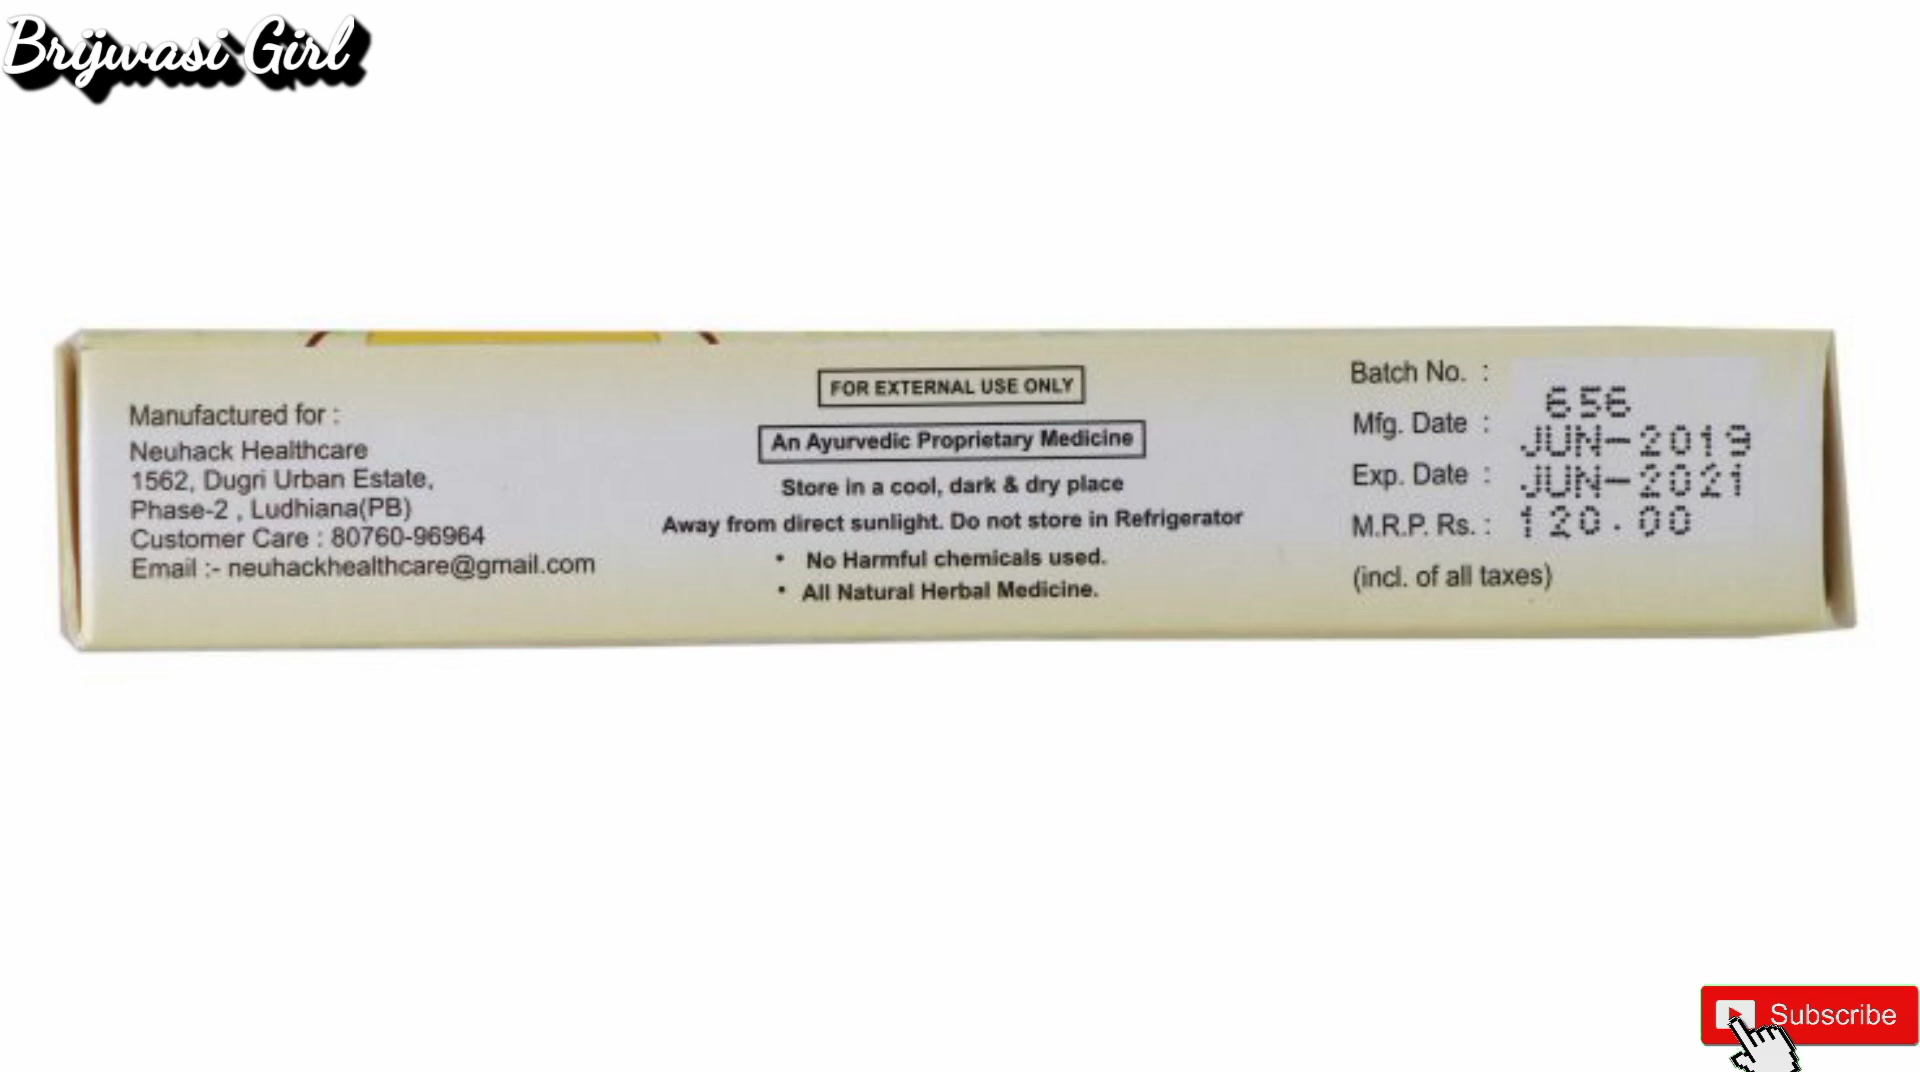 Brijwasi Girl
Manufactured for :
Neuhack Healthcare
1562, Dugri Urban Estate,
Phase-2 , Ludhiana(PB)
Customer Care : 80760-96964
Email :- neuhackhealthcare@gmail.com
FOR EXTERNAL USE ONLY
An Ayurvedic Proprietary Medicine
Store in a cool, dark & dry place
Away from direct sunlight. Do not store in Refrigerator
• No Harmful chemicals used.
• All Natural Herbal Medicine.
Batch No. : 656
Mfg. Date : JUN-2019
Exp. Date : JUN-2021
M.R.P. Rs. : 120.00
(incl. of all taxes)
Subscribe